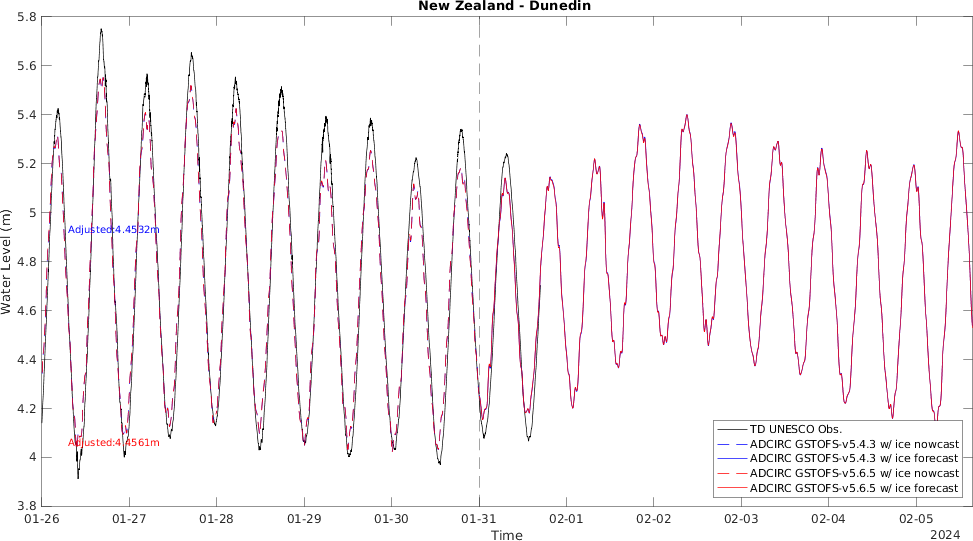 New Zealand - Dunedin
5.8
5.6
5.4
5.2
5
4.8
4.6
4.4
4.2
4
3.8
Water Level (m)
Adjusted:4.4532m
Adjusted:4.4561m
TD UNESCO Obs.
ADCIRC GSTOFS-v5.4.3 w/ ice nowcast
ADCIRC GSTOFS-v5.4.3 w/ ice forecast
ADCIRC GSTOFS-v5.6.5 w/ ice nowcast
ADCIRC GSTOFS-v5.6.5 w/ ice forecast
01-26 01-27 01-28 01-29 01-30 01-31 02-01 02-02 02-03 02-04 02-05
Time
2024